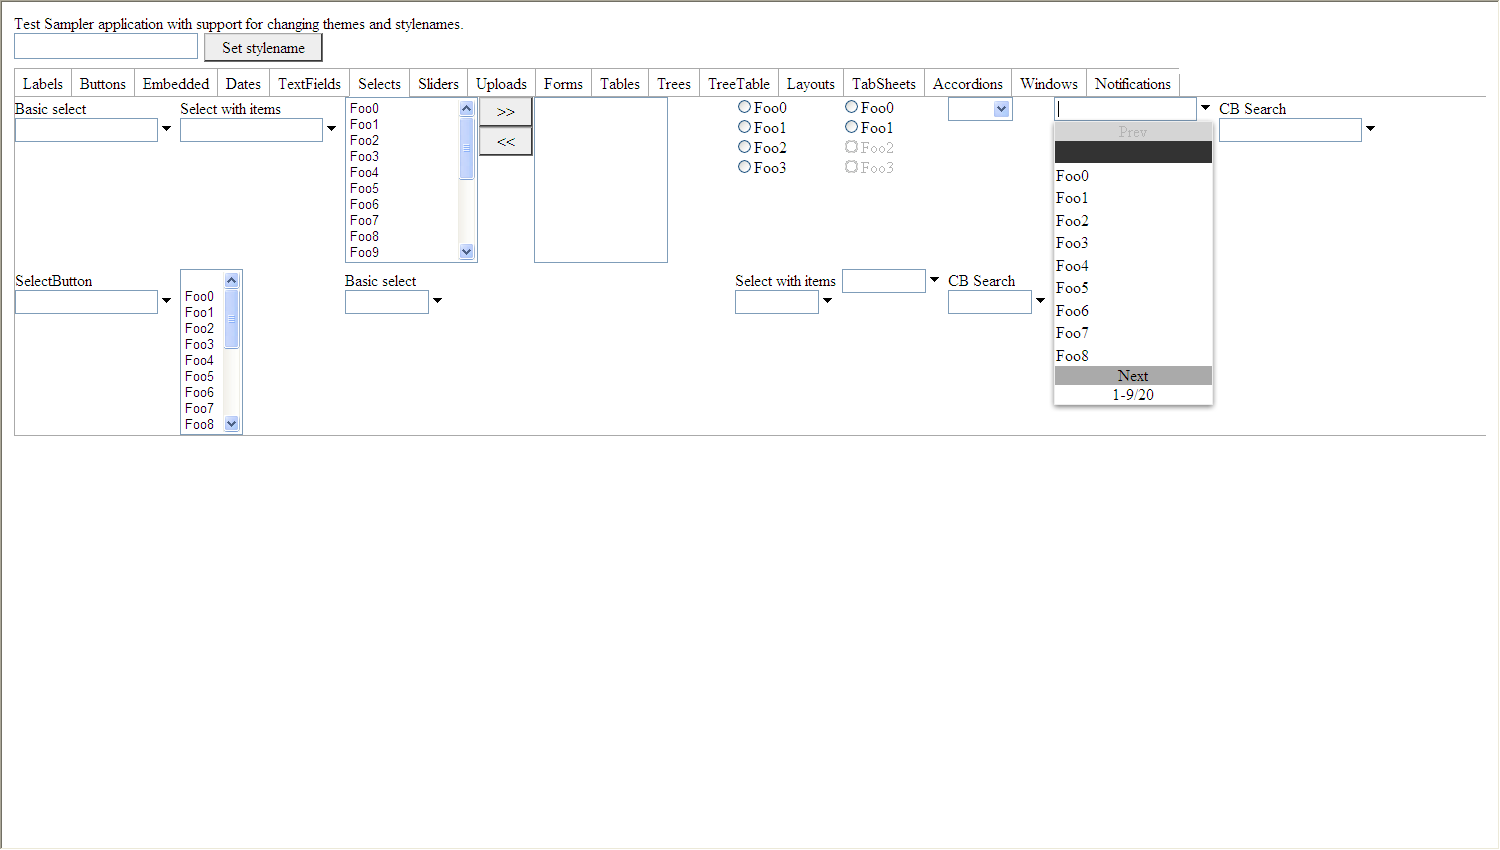 Test Sampler application with support for changing themes and stylenames.
Set stylename
Labels Buttons Embedded Dates TextFields Selects Sliders Uploads Forms Tables Trees TreeTable Layouts TabSheets Accordions Windows Notifications
Basic select
Select with items
Foo0
Foo1
Foo2
Foo3
Foo4
Foo5
Foo6
Foo7
Foo8
Foo9
>>
<<
Foo0
Foo1
Foo2
Foo3
Foo0
Foo1
Foo2
Foo3
Prev
Foo0
Foo1
Foo2
Foo3
Foo4
Foo5
Foo6
Foo7
Foo8
Next
1-9/20
CB Search
SelectButton
Foo0
Foo1
Foo2
Foo3
Foo4
Foo5
Foo6
Foo7
Foo8
Basic select
Select with items
CB Search